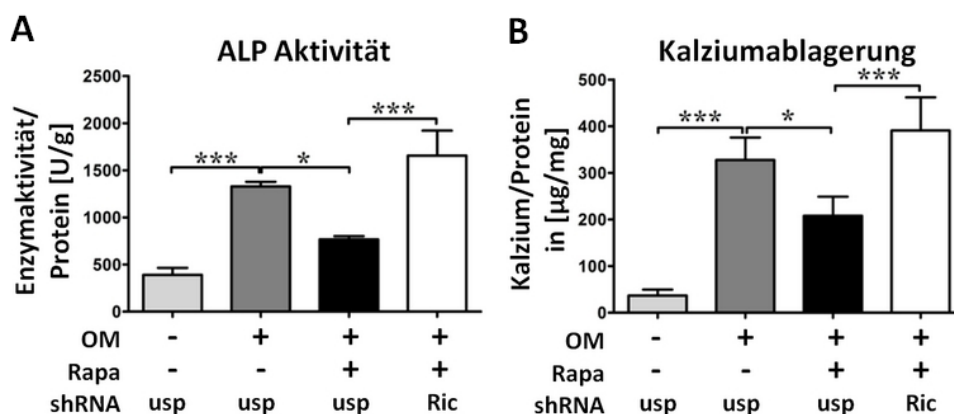 A
ALP Aktivität
Enzymaktivität/
Protein [U/g]
2500
2000
1500
1000
500
0
***
*
***
OM - + + +
Rapa - - + +
shRNA usp usp usp Ric
B
Kalziumablagerung
Kalzium/Protein
in [µg/mg]
500
400
300
200
100
0
***
*
***
OM - + + +
Rapa - - + +
shRNA usp usp usp Ric